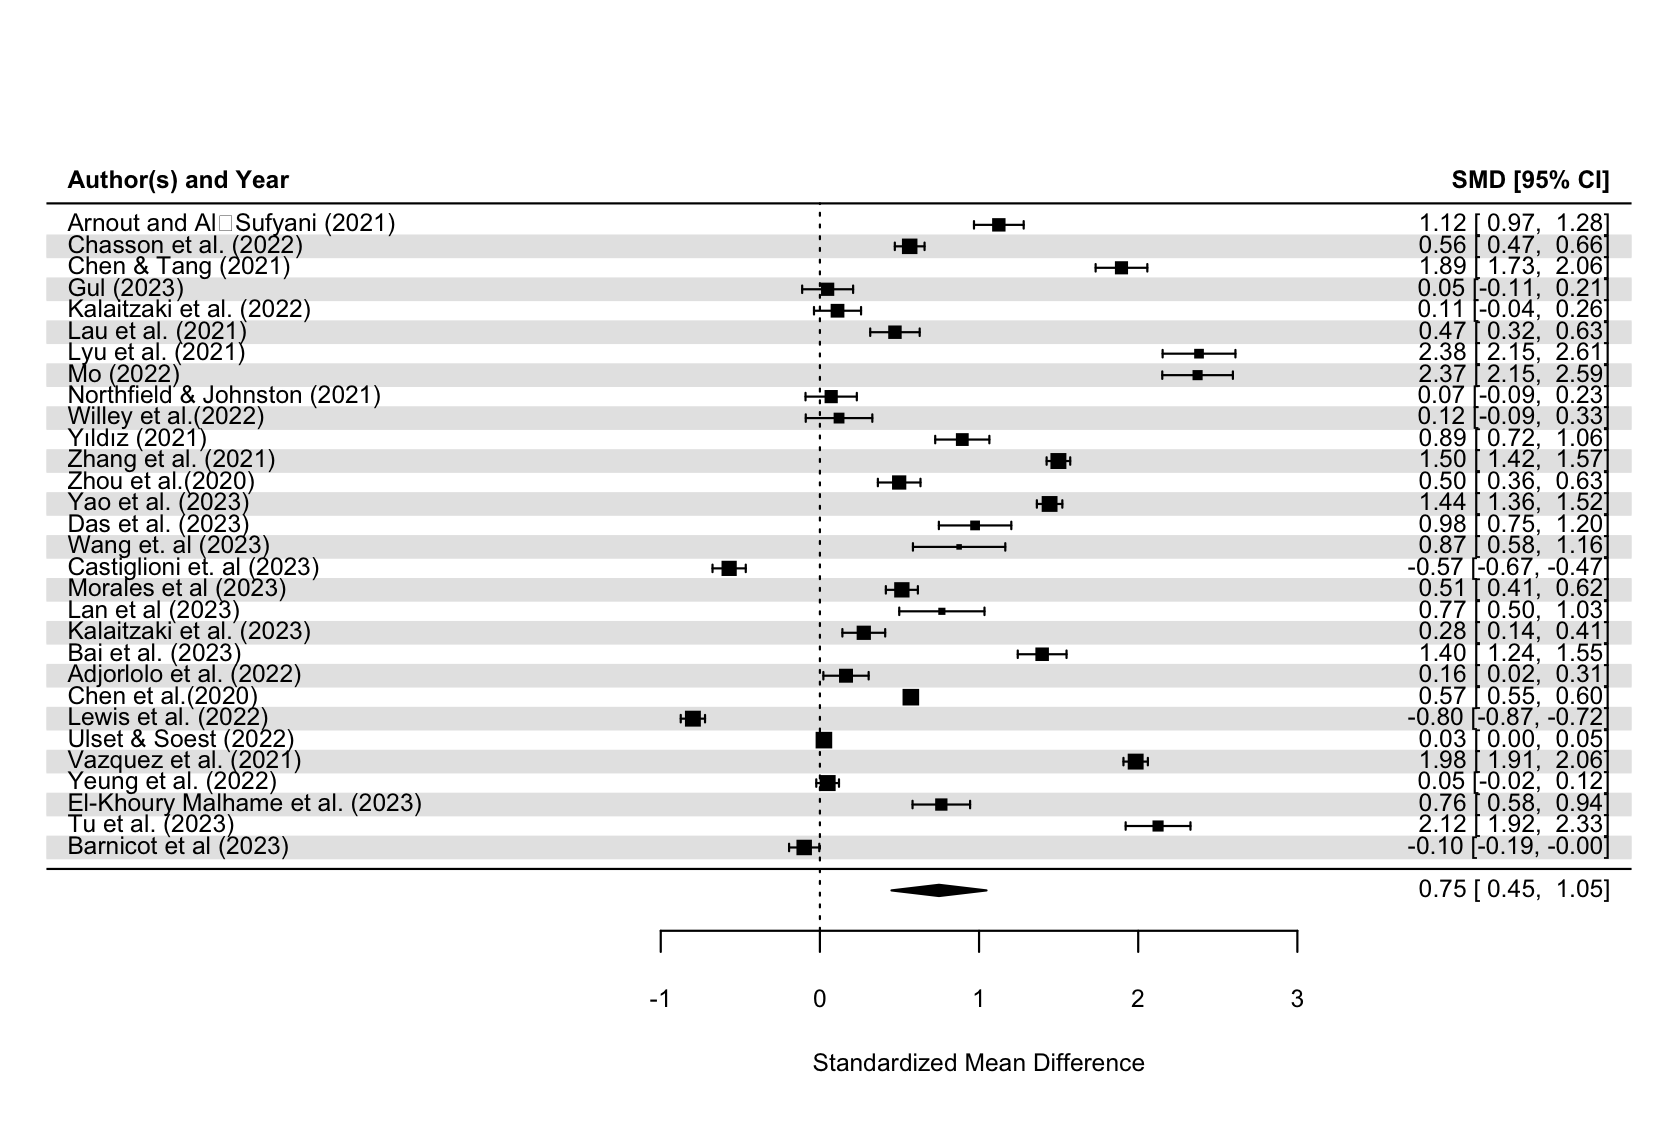 Author(s) and Year SMD [95% CI]
Arnout and Al□Sufyani (2021) 1.12 [ 0.97, 1.28]
Chasson et al. (2022) 0.56 [ 0.47, 0.66]
Chen & Tang (2021) 1.89 [ 1.73, 2.06]
Gul (2023) 0.05 [-0.11, 0.21]
Kalaitzaki et al. (2022) 0.11 [-0.04, 0.26]
Lau et al. (2021) 0.47 [ 0.32, 0.63]
Lyu et al. (2021) 2.38 [ 2.15, 2.61]
Mo (2022) 2.37 [ 2.15, 2.59]
Northfield & Johnston (2021) 0.07 [-0.09, 0.23]
Willey et al.(2022) 0.12 [-0.09, 0.33]
Yıldız (2021) 0.89 [ 0.72, 1.06]
Zhang et al. (2021) 1.50 [ 1.42, 1.57]
Zhou et al.(2020) 0.50 [ 0.36, 0.63]
Yao et al. (2023) 1.44 [ 1.36, 1.52]
Das et al. (2023) 0.98 [ 0.75, 1.20]
Wang et. al (2023) 0.87 [ 0.58, 1.16]
Castiglioni et. al (2023) -0.57 [-0.67, -0.47]
Morales et al (2023) 0.51 [ 0.41, 0.62]
Lan et al (2023) 0.77 [ 0.50, 1.03]
Kalaitzaki et al. (2023) 0.28 [ 0.14, 0.41]
Bai et al. (2023) 1.40 [ 1.24, 1.55]
Adjorlolo et al. (2022) 0.16 [ 0.02, 0.31]
Chen et al.(2020) 0.57 [ 0.55, 0.60]
Lewis et al. (2022) -0.80 [-0.87, -0.72]
Ulset & Soest (2022) 0.03 [ 0.00, 0.05]
Vazquez et al. (2021) 1.98 [ 1.91, 2.06]
Yeung et al. (2022) 0.05 [-0.02, 0.12]
El-Khoury Malhame et al. (2023) 0.76 [ 0.58, 0.94]
Tu et al. (2023) 2.12 [ 1.92, 2.33]
Barnicot et al (2023) -0.10 [-0.19, -0.00]
0.75 [ 0.45, 1.05]
-1 0 1 2 3
Standardized Mean Difference